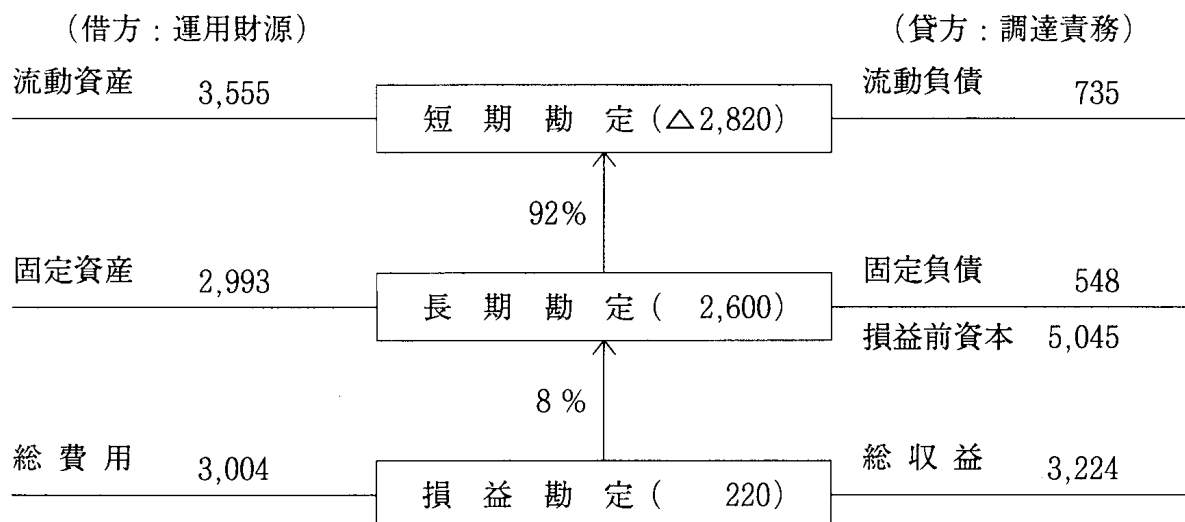 （借方：運用財源）　（貸方：調達責務）
流動資産　3,555　流動負債　735
短期勘定（△2,820）
92%
固定資産　2,993　固定負債　548
長期勘定（　2,600）
損益前資本　5,045
8％
総費用　3,004　総収益　3,224
損益勘定（　220）